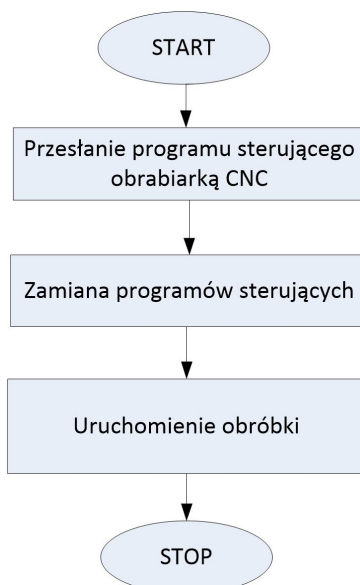 START
Przesłanie programu sterującego
obrabiarką CNC
Zamiana programów sterujących
Uruchomienie obróbki
STOP